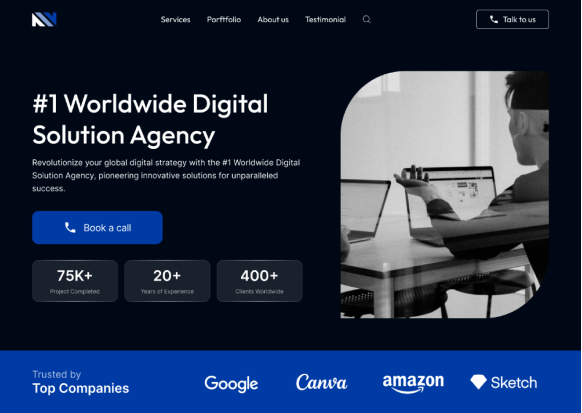 Services
Porftfolio
About us
Testimonial
Talk to us
#1 Worldwide Digital
Solution Agency
Revolutionize your global digital strategy with the #1 Worldwide Digital
Solution Agency, pioneering innovative solutions for unparalleled
success.
Book a call
75K+
Project Completed
20+
Years of Experience
400+
Clients Worldwide
Trusted by
Top Companies
Google
Canva
amazon
Sketch